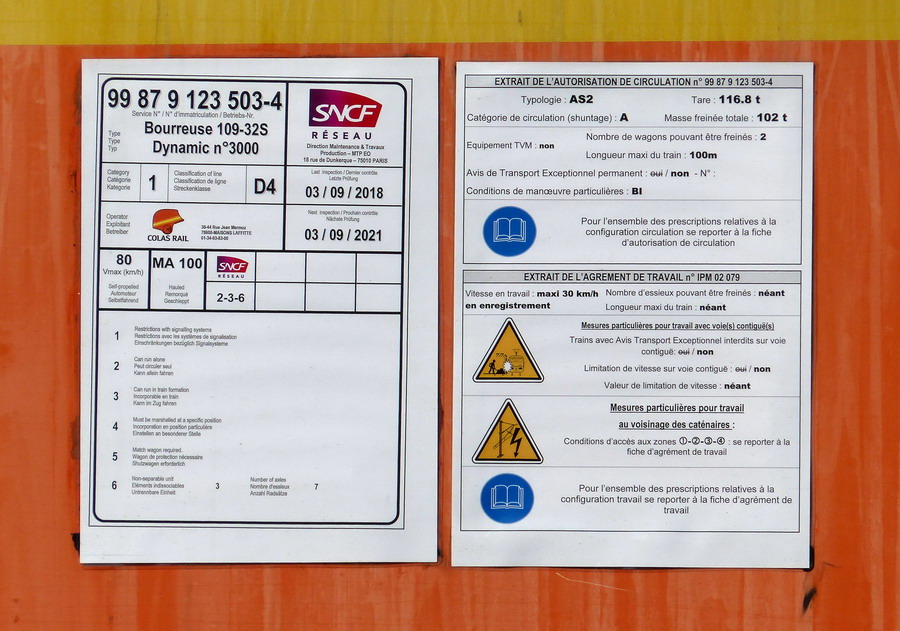 99 87 9 123 503-4
Service N° / N° d'immatriculation / Betriebs-Nr.
Type
Type
Typ
Bourreuse 109-32S
Dynamic n°3000
SNCF
RÉSEAU
Direction Maintenance & Travaux
Production – MTP EO
18 rue de Dunkerque – 75010 PARIS
Category
Catégorie
Kategorie
1
Classification of line
Classification de ligne
Streckenklasse
D4
Last inspection / Dernier contrôle
Letzte Prüfung
03 / 09 / 2018
Operator
Exploitant
Betreiber
COLAS RAIL
38-44 Rue Jean Mermoz
78600-MAISONS LAFFITTE
Next inspection / Prochain contrôle
Nächste Prüfung
03 / 09 / 2021
80
Vmax (km/h)
Self-propelled
Automoteur
Selbstfahrend
MA 100
Hauled
Remorqué
Geschleppt
SNCF
RÉSEAU
2-3-6
1
Restrictions with signalling systems
Restrictions avec les systèmes de signalisation
Einschränkungen bezüglich Signalsysteme
2
Can run alone
Peut circuler seul
Kann allein fahren
3
Can run in train formation
Incorporable en train
Kann im Zug fahren
4
Must be marshalled at a specific position
Incorporation en position particulière
Einstellen an besonderer Stelle
5
Match wagon required.
Wagon de protection nécessaire
Shutzwagen erforderlich
6
Non-separable unit
Eléments indissociables
Untrennbare Einheit
3
Number of axles
Nombre d'essieux
Anzahl Radsätze
7
EXTRAIT DE L'AUTORISATION DE CIRCULATION n° 99 87 9 123 503-4
Typologie : AS2 Tare : 116.8 t
Catégorie de circulation (shuntage) : A Masse freinée totale : 102 t
Equipement TVM : non
Nombre de wagons pouvant être freinés : 2
Longueur maxi du train : 100m
Avis de Transport Exceptionnel permanent : oui / non - N° :
Conditions de manœuvre particulières : BI
Pour l'ensemble des prescriptions relatives à la
configuration circulation se reporter à la fiche
d'autorisation de circulation
EXTRAIT DE L'AGREMENT DE TRAVAIL n° IPM 02 079
Vitesse en travail : maxi 30 km/h
en enregistrement
Nombre d'essieux pouvant être freinés : néant
Longueur maxi du train : néant
Mesures particulières pour travail avec voie(s) contiguë(s)
Trains avec Avis Transport Exceptionnel interdits sur voie
contiguë: oui / non
Limitation de vitesse sur voie contiguë : oui / non
Valeur de limitation de vitesse : néant
Mesures particulières pour travail
au voisinage des caténaires :
Conditions d'accès aux zones ①-②-③-④ : se reporter à la
fiche d'agrément de travail
Pour l'ensemble des prescriptions relatives à la
configuration travail se reporter à la fiche d'agrément de
travail